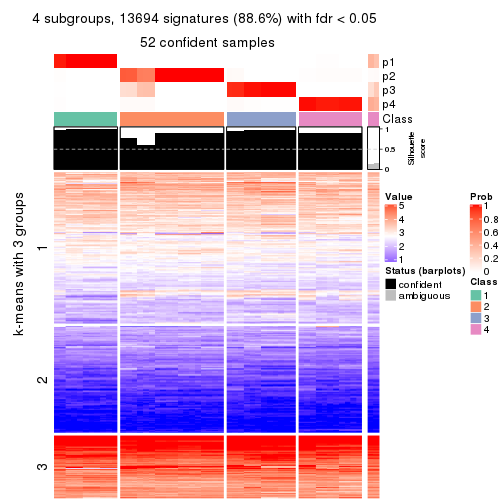 4 subgroups, 13694 signatures (88.6%) with fdr < 0.05
52 confident samples
p1
p2
p3
p4
Class
1
0.5
0
Silhouette
score
k-means with 3 groups
1
2
3
Value
5
4
3
2
1
Status (barplots)
confident
ambiguous
Prob
1
0.8
0.6
0.4
0.2
0
Class
1
2
3
4